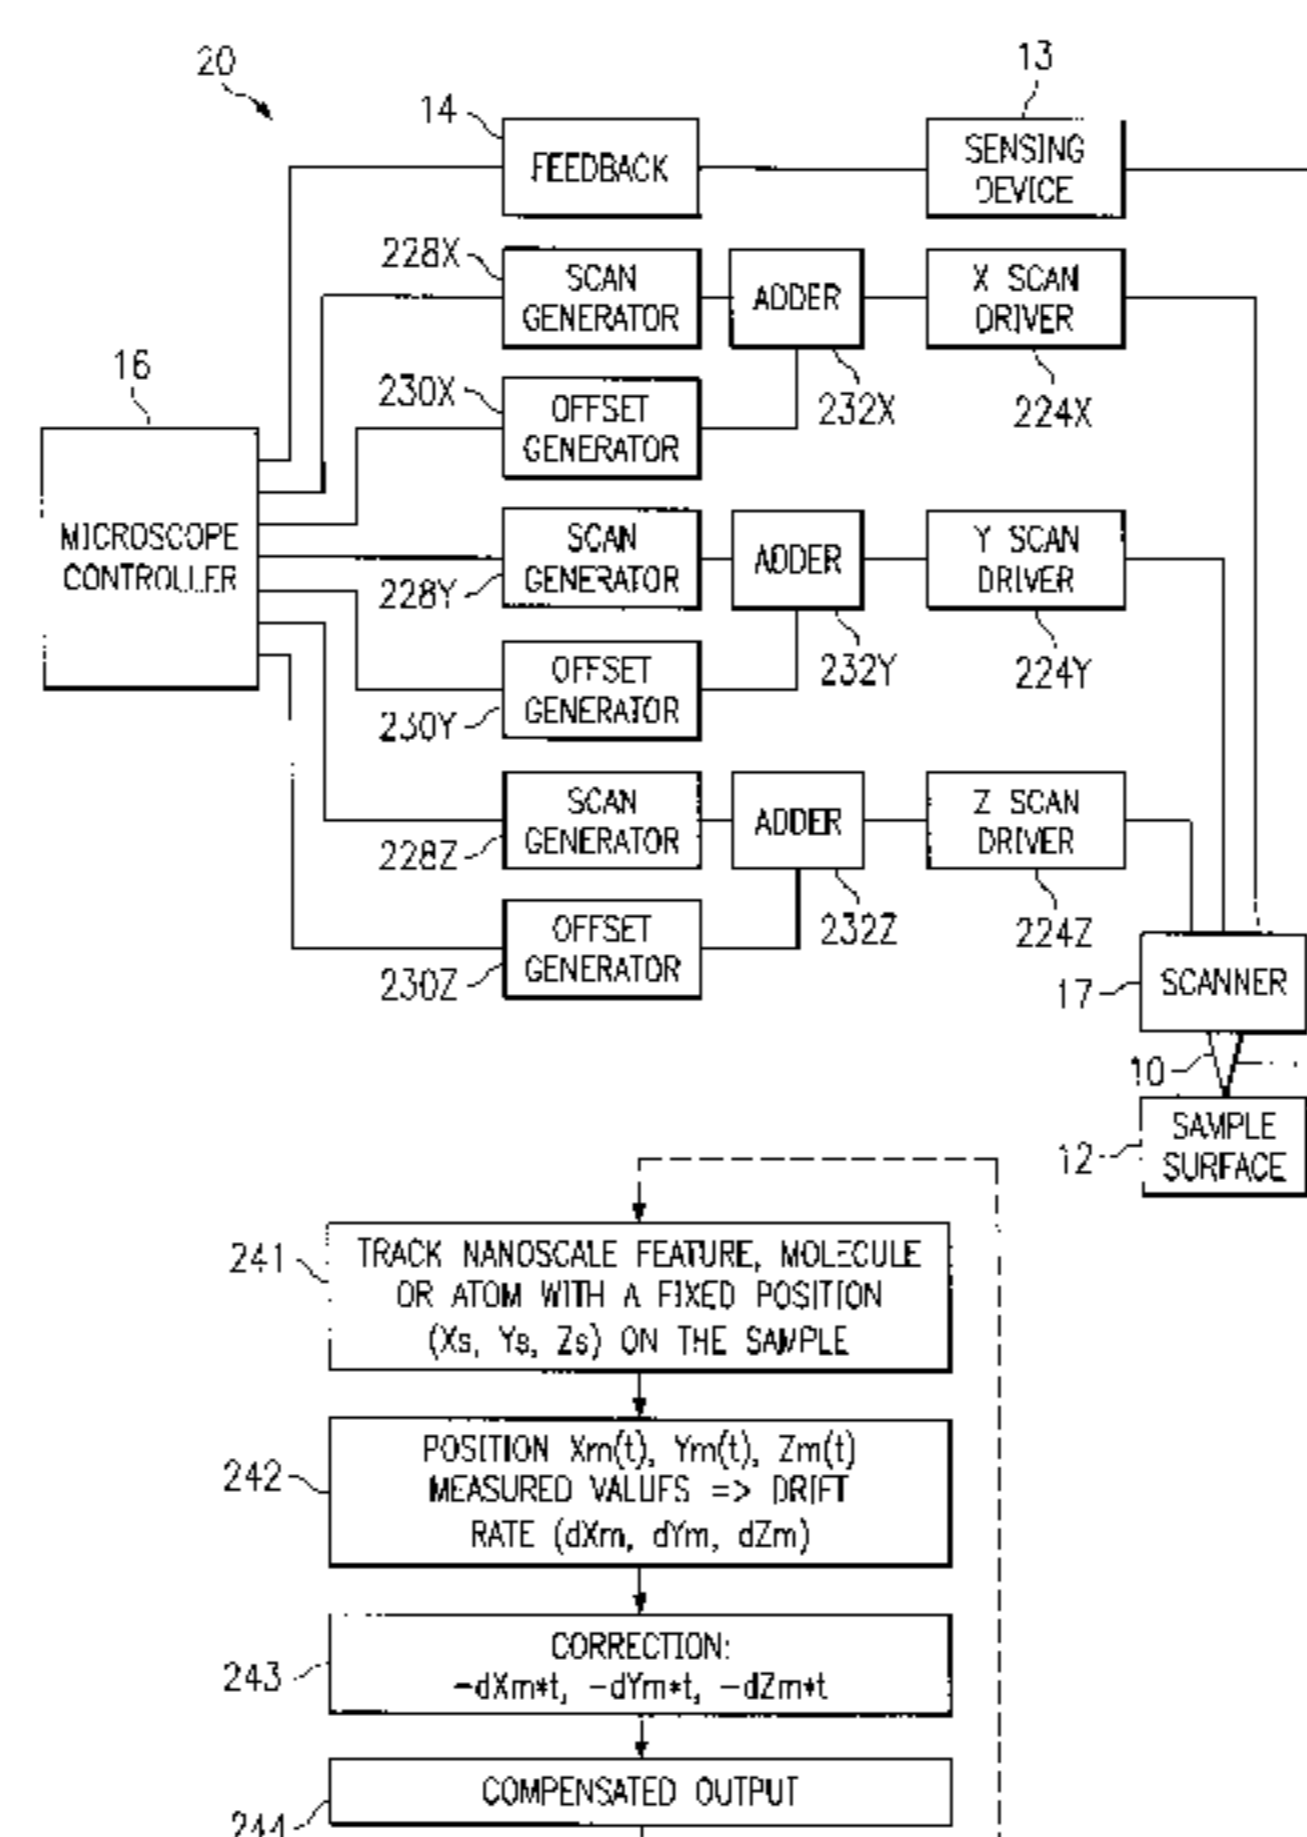 20
13
14
FEEDBACK
SENSING
DEVICE
228X
SCAN
GENERATOR
ADDER
X SCAN
DRIVER
16
230X
OFFSET
GENERATOR
232X
224X
MICROSCOPE
CONTROLLER
SCAN
GENERATOR
ADDER
Y SCAN
DRIVER
228Y
OFFSET
GENERATOR
232Y
224Y
230Y
SCAN
GENERATOR
ADDER
Z SCAN
DRIVER
228Z
OFFSET
GENERATOR
232Z
224Z
230Z
17
SCANNER
10
12
SAMPLE
SURFACE
241
TRACK NANOSCALE FEATURE, MOLECULE
OR ATOM WITH A FIXED POSITION
(Xs, Ys, Zs) ON THE SAMPLE
242
POSITION Xm(t), Ym(t), Zm(t)
MEASURED VALUES => DRIFT
RATE (dXm, dYm, dZm)
243
CORRECTION:
-dXm*t, -dYm*t, -dZm*t
COMPENSATED OUTPUT
244